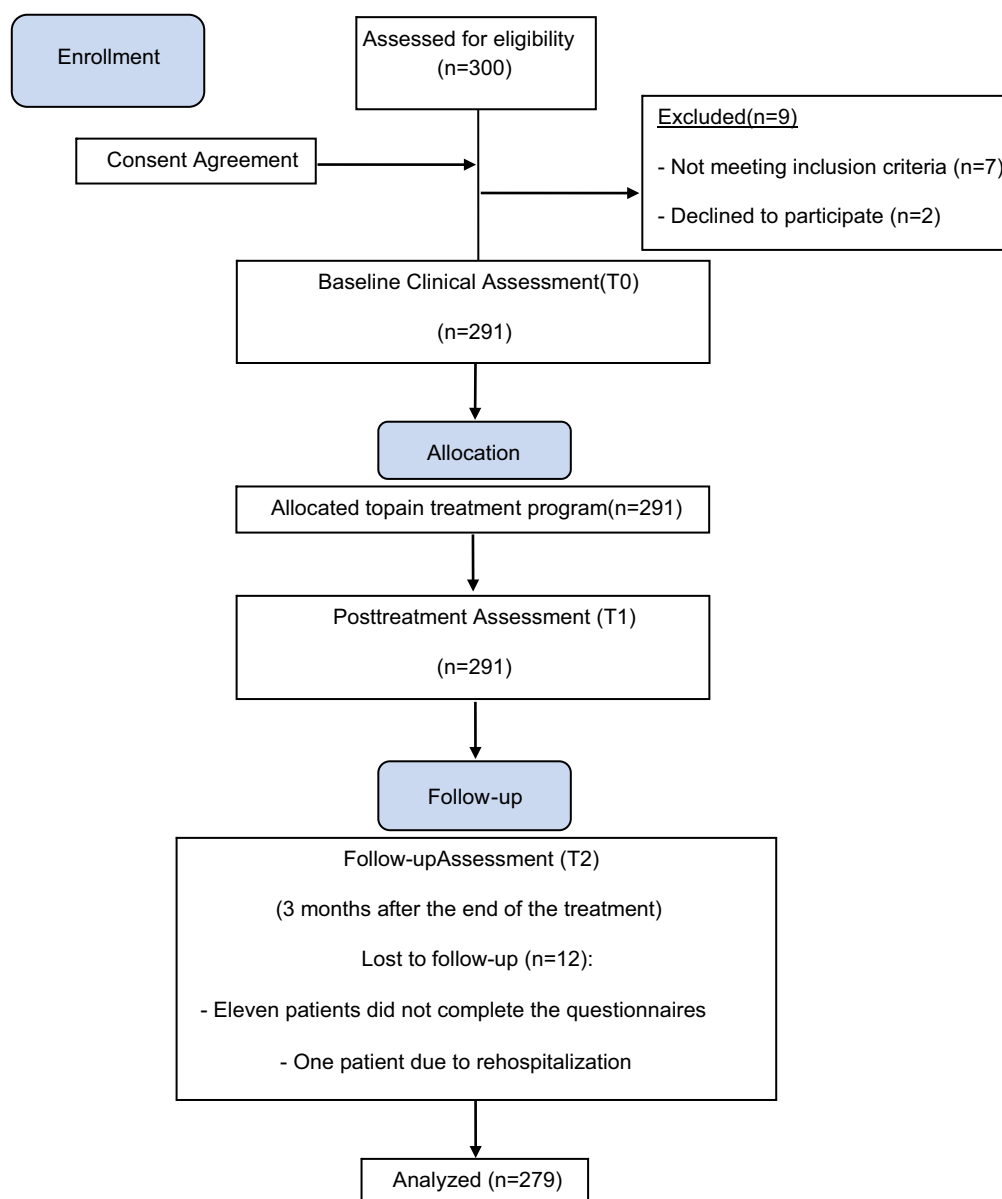 Enrollment
Assessed for eligibility
(n=300)
Consent Agreement
Excluded(n=9)
- Not meeting inclusion criteria (n=7)
- Declined to participate (n=2)
Baseline Clinical Assessment(T0)
(n=291)
Allocation
Allocated topain treatment program(n=291)
Posttreatment Assessment (T1)
(n=291)
Follow-up
Follow-upAssessment (T2)
(3 months after the end of the treatment)
Lost to follow-up (n=12):
- Eleven patients did not complete the questionnaires
- One patient due to rehospitalization
Analyzed (n=279)